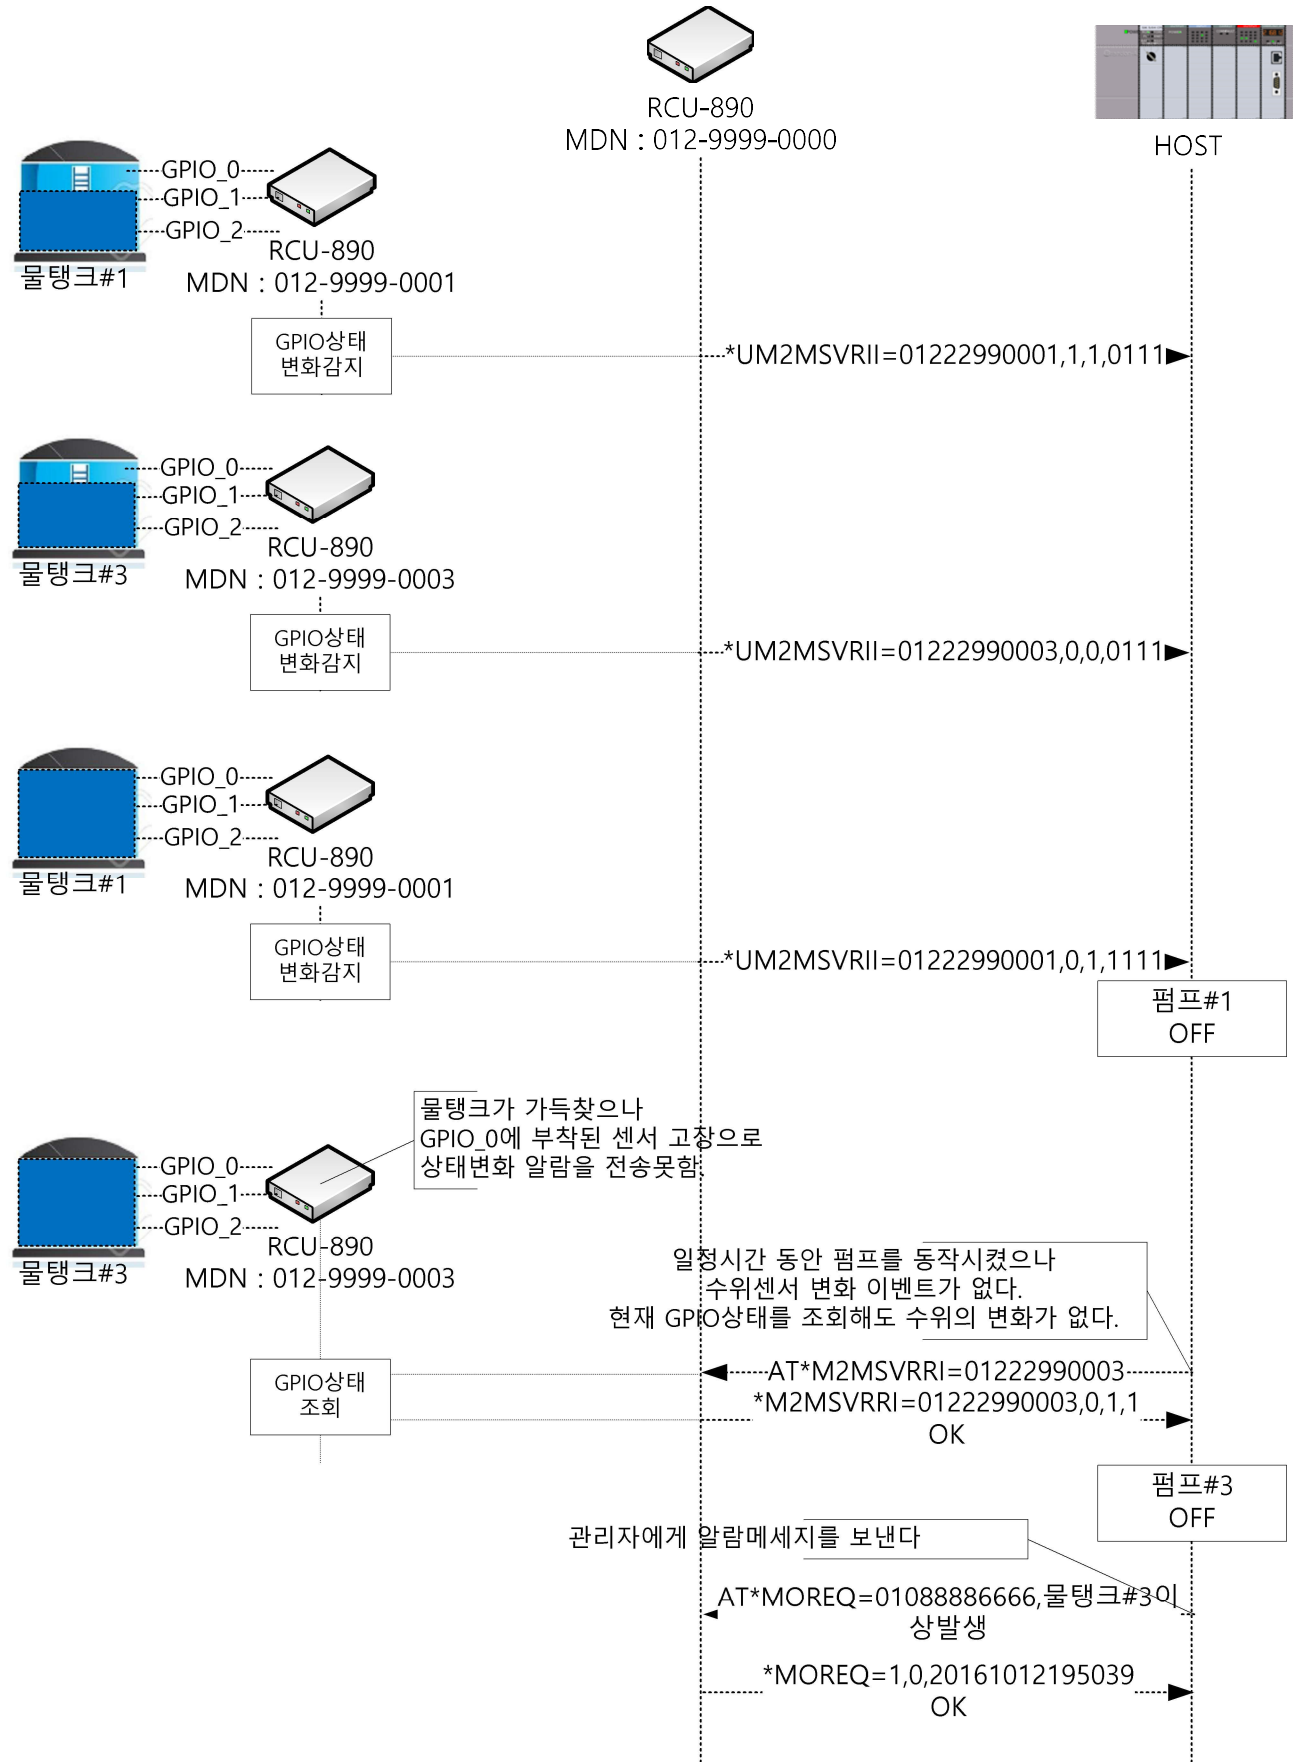 RCU-890
MDN : 012-9999-0000
HOST
GPIO_0
GPIO_1
GPIO_2
물탱크#1
RCU-890
MDN : 012-9999-0001
GPIO상태
변화감지
*UM2MSVRII=01222990001,1,1,0111
GPIO_0
GPIO_1
GPIO_2
물탱크#3
RCU-890
MDN : 012-9999-0003
GPIO상태
변화감지
*UM2MSVRII=01222990003,0,0,0111
GPIO_0
GPIO_1
GPIO_2
물탱크#1
RCU-890
MDN : 012-9999-0001
GPIO상태
변화감지
*UM2MSVRII=01222990001,0,1,1111
펌프#1
OFF
물탱크가 가득찾으나
GPIO_0에 부착된 센서 고장으로
상태변화 알람을 전송못함.
GPIO_0
GPIO_1
GPIO_2
물탱크#3
RCU-890
MDN : 012-9999-0003
일정시간 동안 펌프를 동작시켰으나
수위센서 변화 이벤트가 없다.
현재 GPIO상태를 조회해도 수위의 변화가 없다.
GPIO상태
조회
AT*M2MSVRRI=01222990003
*M2MSVRRI=01222990003,0,1,1
OK
펌프#3
OFF
관리자에게 알람메세지를 보낸다
AT*MOREQ=01088886666,물탱크#3이
상발생
*MOREQ=1,0,20161012195039
OK